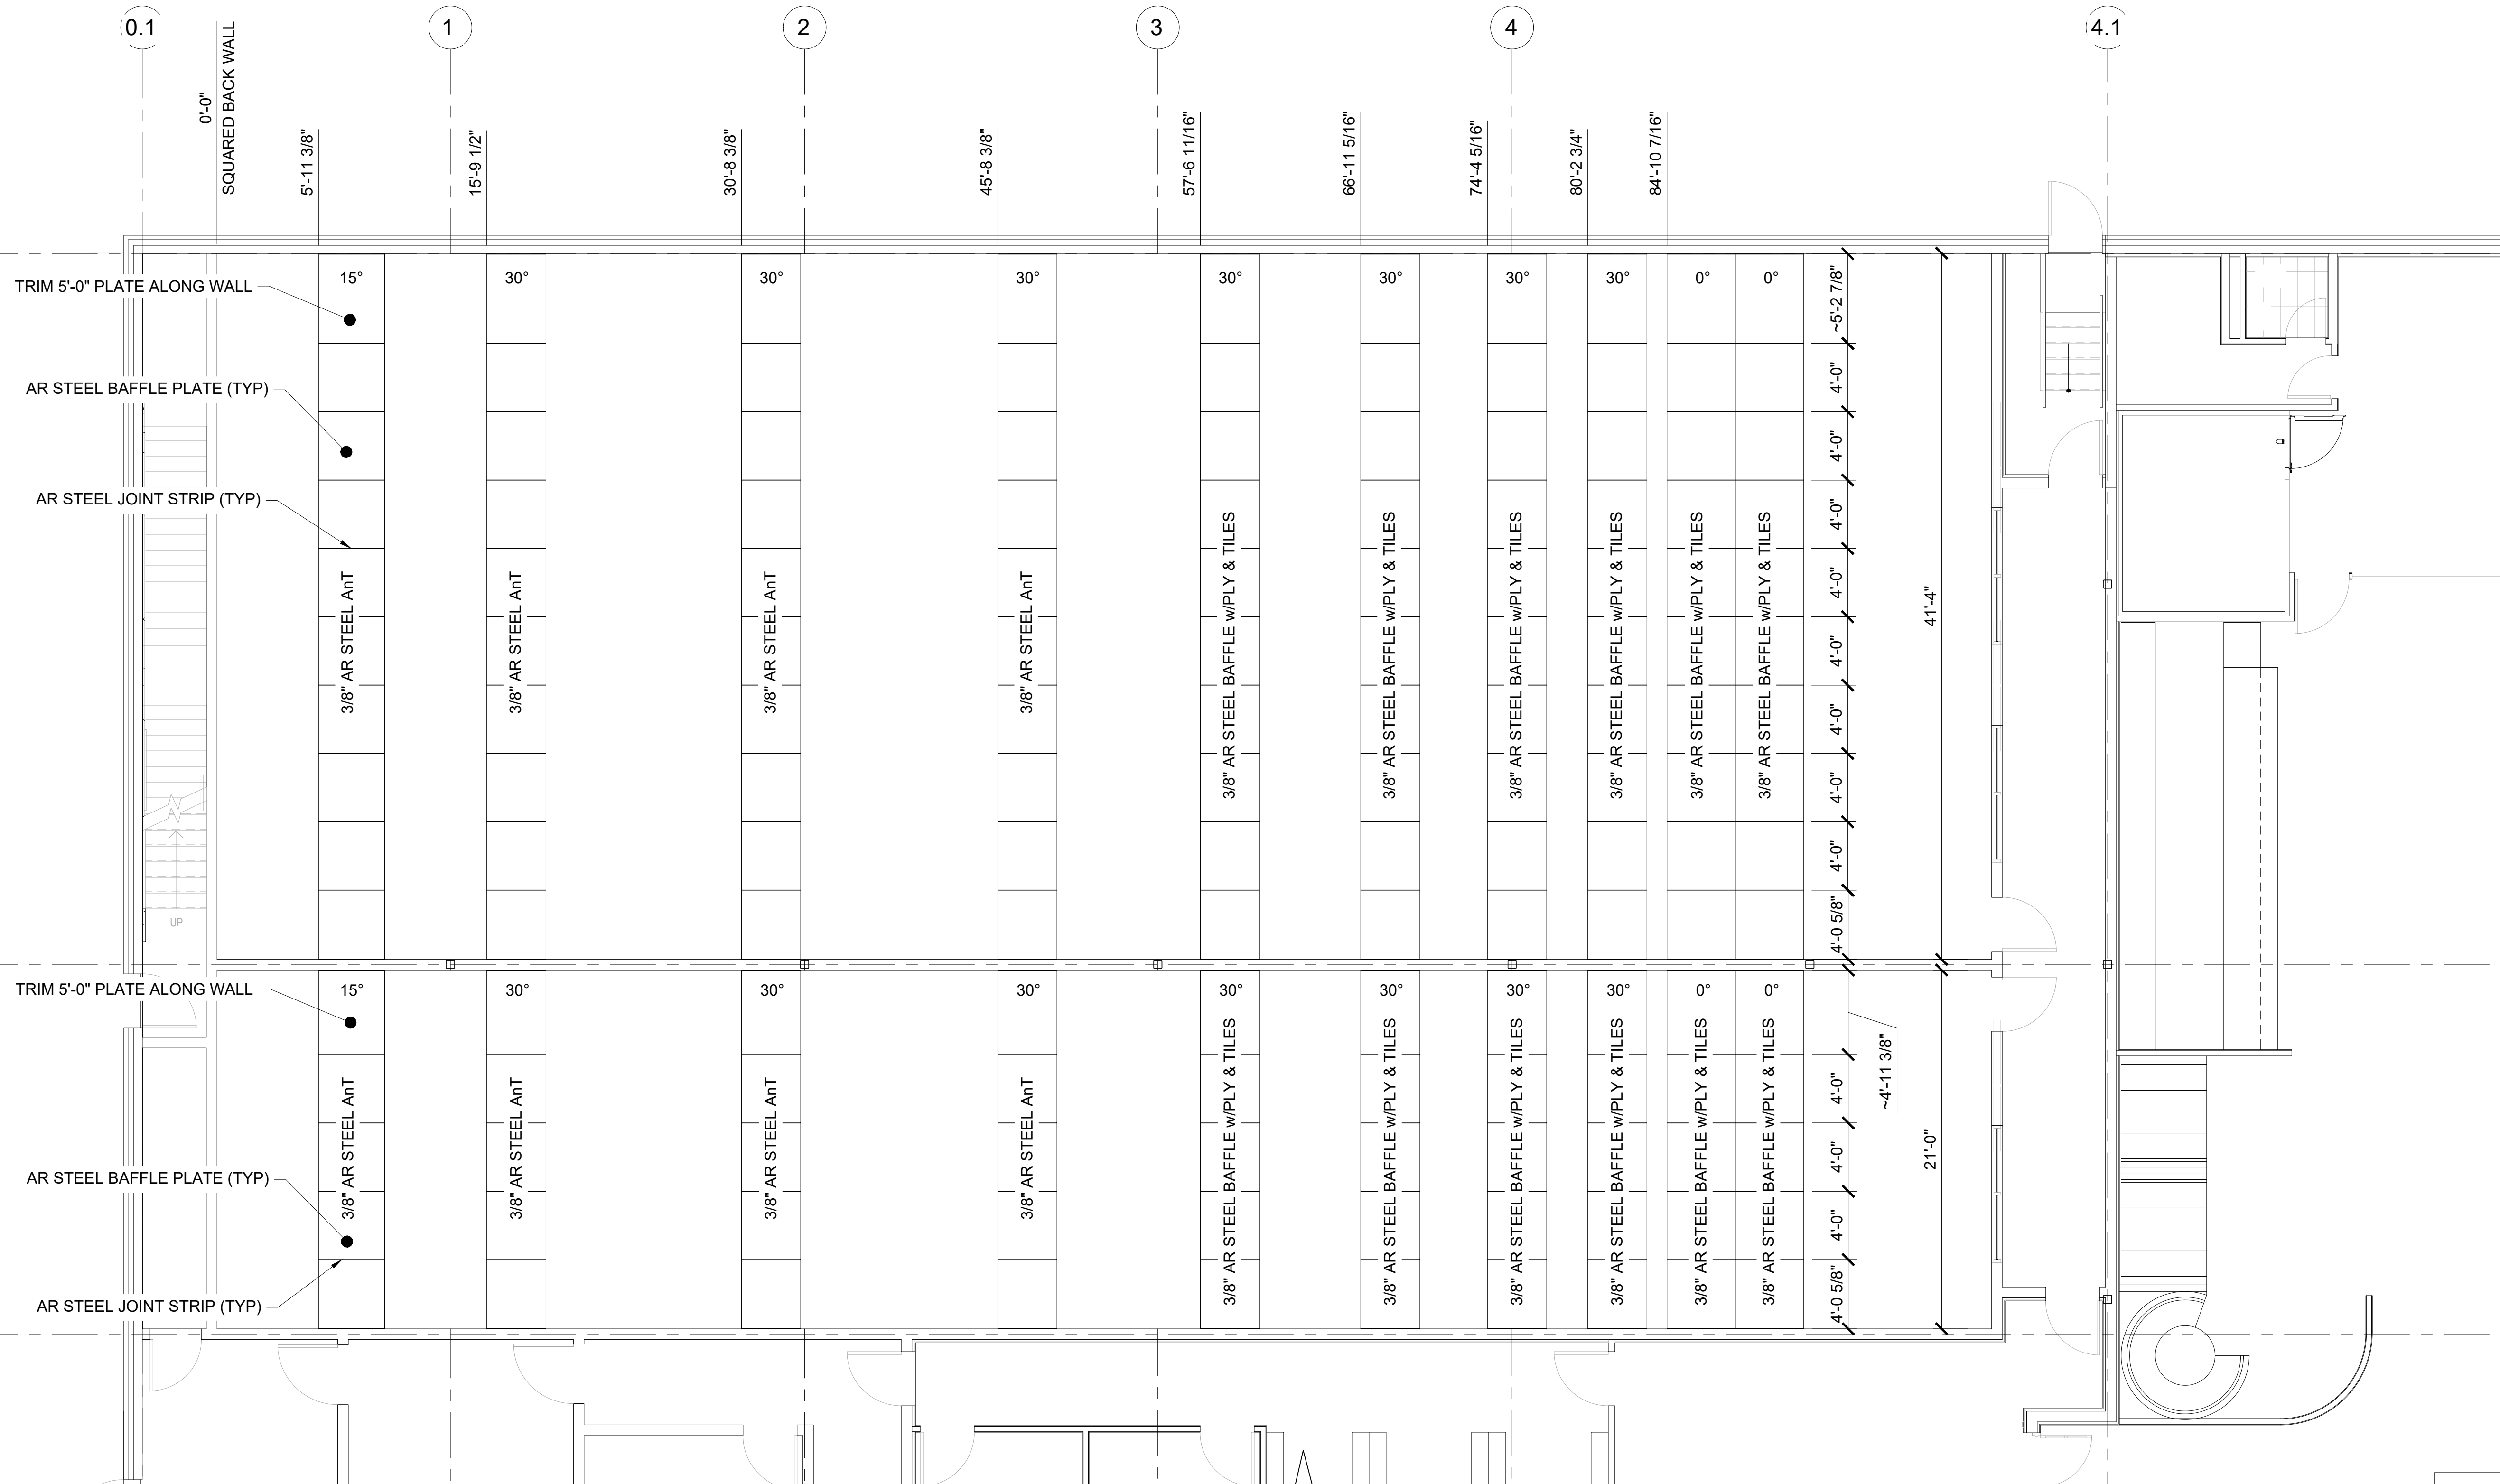 0.1
1
2
3
4
4.1
0'-0"
SQUARED BACK WALL
5'-11 3/8"
15'-9 1/2"
30'-8 3/8"
45'-8 3/8"
57'-6 11/16"
66'-11 5/16"
74'-4 5/16"
80'-2 3/4"
84'-10 7/16"
15°
30°
30°
30°
30°
30°
30°
30°
0°
0°
TRIM 5'-0" PLATE ALONG WALL
AR STEEL BAFFLE PLATE (TYP)
AR STEEL JOINT STRIP (TYP)
3/8" AR STEEL AnT
3/8" AR STEEL AnT
3/8" AR STEEL AnT
3/8" AR STEEL AnT
3/8" AR STEEL BAFFLE w/PLY & TILES
3/8" AR STEEL BAFFLE w/PLY & TILES
3/8" AR STEEL BAFFLE w/PLY & TILES
3/8" AR STEEL BAFFLE w/PLY & TILES
3/8" AR STEEL BAFFLE w/PLY & TILES
3/8" AR STEEL BAFFLE w/PLY & TILES
~5'-2 7/8"
4'-0"
4'-0"
4'-0"
4'-0"
4'-0"
4'-0"
4'-0"
4'-0"
4'-0 5/8"
41'-4"
UP
TRIM 5'-0" PLATE ALONG WALL
15°
30°
30°
30°
30°
30°
30°
30°
0°
0°
AR STEEL BAFFLE PLATE (TYP)
AR STEEL JOINT STRIP (TYP)
3/8" AR STEEL AnT
3/8" AR STEEL AnT
3/8" AR STEEL AnT
3/8" AR STEEL AnT
3/8" AR STEEL BAFFLE w/PLY & TILES
3/8" AR STEEL BAFFLE w/PLY & TILES
3/8" AR STEEL BAFFLE w/PLY & TILES
3/8" AR STEEL BAFFLE w/PLY & TILES
3/8" AR STEEL BAFFLE w/PLY & TILES
3/8" AR STEEL BAFFLE w/PLY & TILES
~4'-11 3/8"
4'-0"
4'-0"
4'-0"
4'-0 5/8"
21'-0"